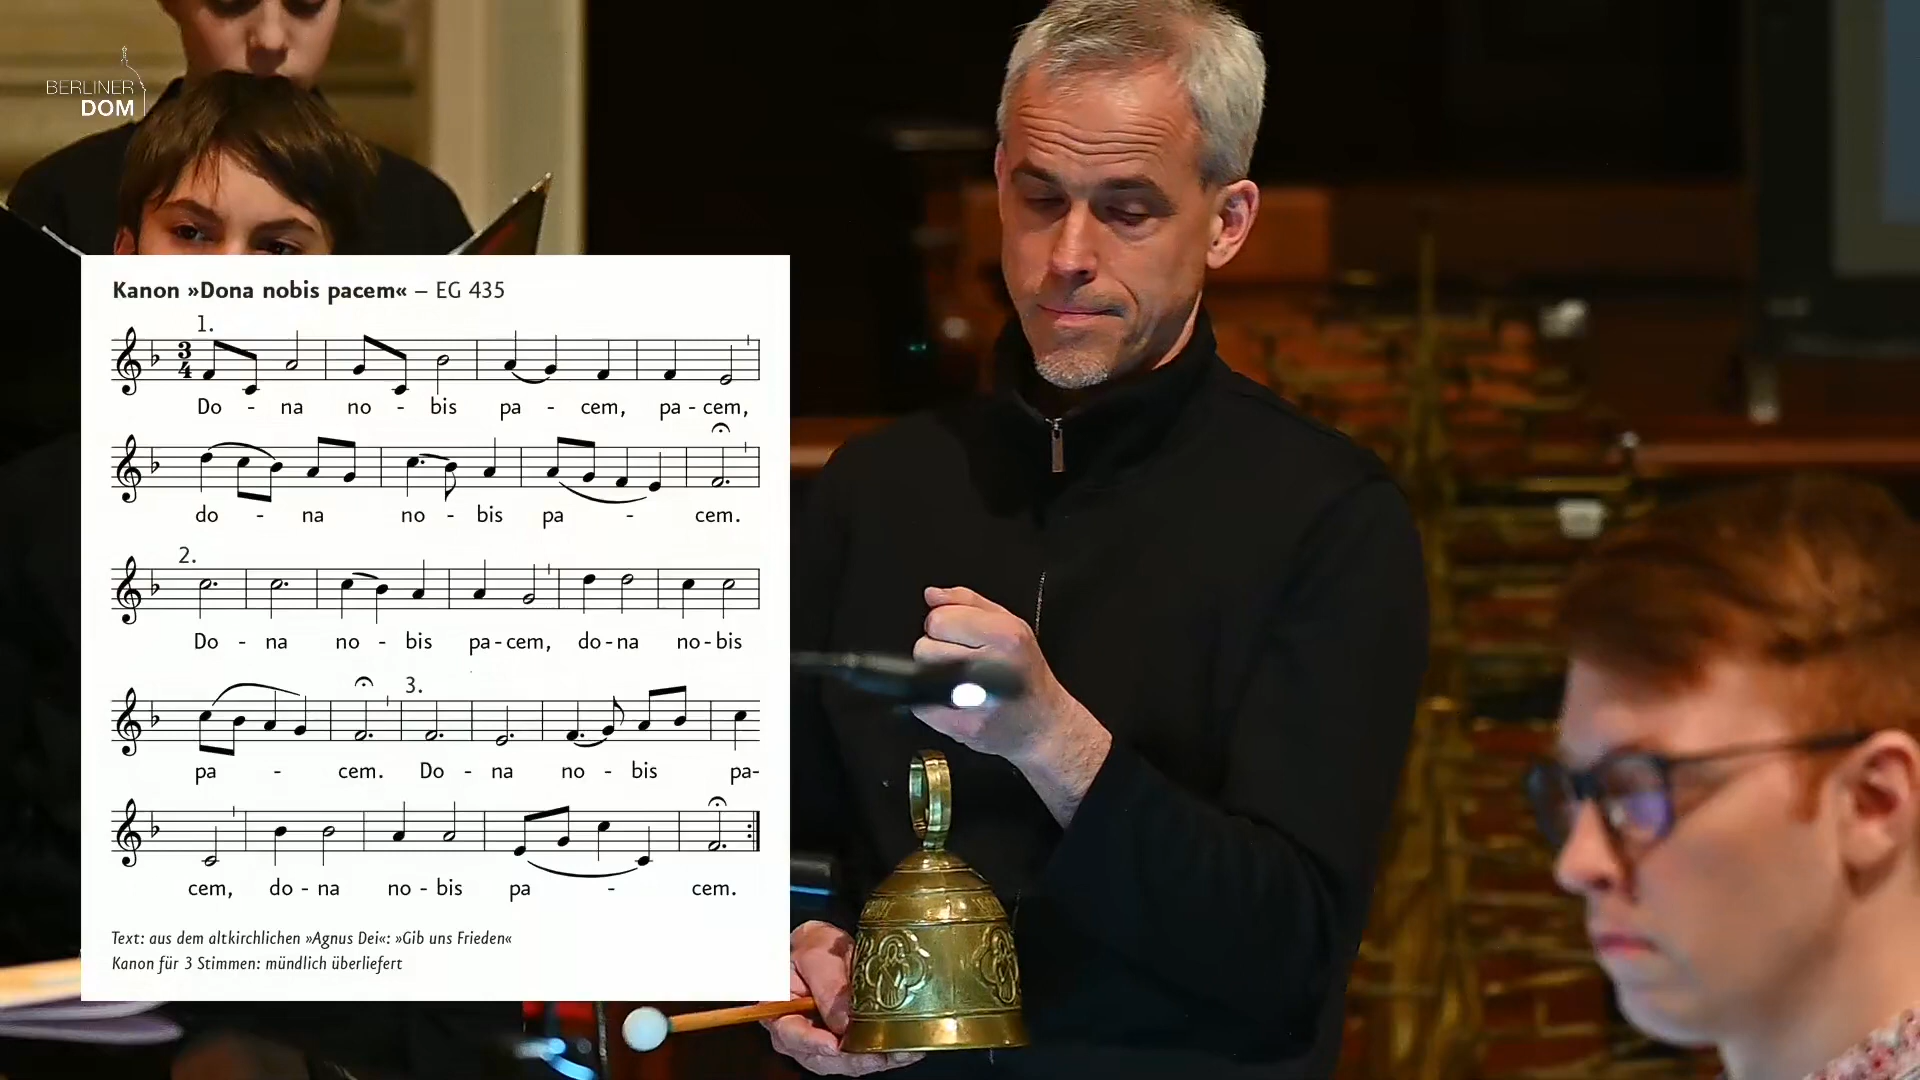 BERLINER
DOM
Kanon »Dona nobis pacem« – EG 435
1.
3
4
Do - na no - bis pa - cem, pa - cem,
do - na no - bis pa - cem.
2.
Do - na no - bis pa - cem, do - na no - bis
3.
pa - cem. Do - na no - bis pa-
cem, do - na no - bis pa - cem.
Text: aus dem altkirchlichen »Agnus Dei«: »Gib uns Frieden«
Kanon für 3 Stimmen: mündlich überliefert